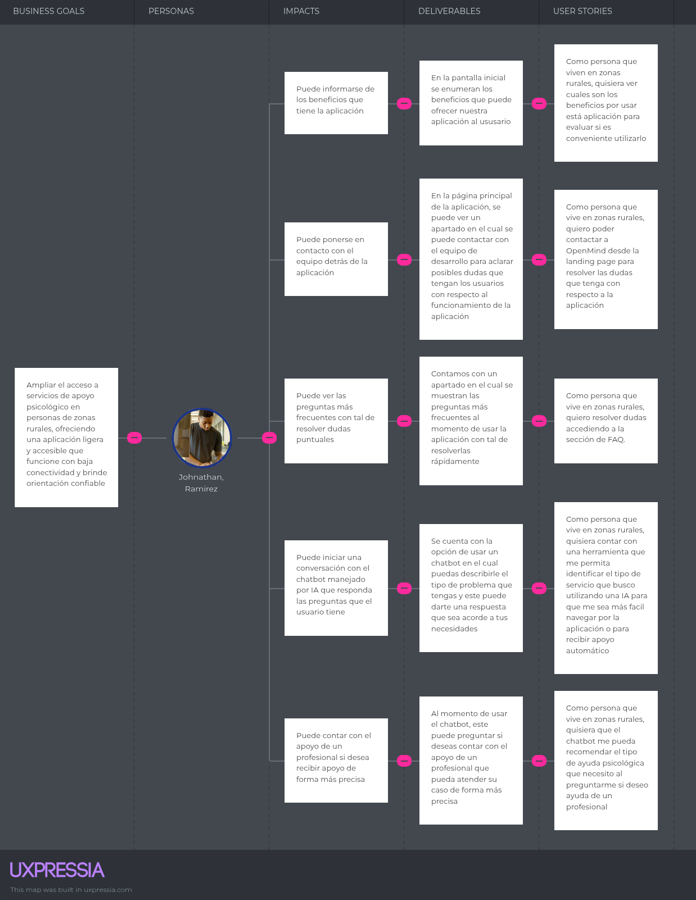 BUSINESS GOALS
PERSONAS
IMPACTS
DELIVERABLES
USER STORIES
Ampliar el acceso a
servicios de apoyo
psicológico en
personas de zonas
rurales, ofreciendo
una aplicación ligera
y accesible que
funcione con baja
conectividad y brinde
orientación confiable
Johnathan,
Ramirez
Puede informarse de
los beneficios que
tiene la aplicación
En la pantalla inicial
se enumeran los
beneficios que puede
ofrecer nuestra
aplicación al ususario
Como persona que
viven en zonas
rurales, quisiera ver
cuales son los
beneficios por usar
está aplicación para
evaluar si es
conveniente utilizarlo
Puede ponerse en
contacto con el
equipo detrás de la
aplicación
En la página principal
de la aplicación, se
puede ver un
apartado en el cual se
puede contactar con
el equipo de
desarrollo para aclarar
posibles dudas que
tengan los usuarios
con respecto al
funcionamiento de la
aplicación
Como persona que
vive en zonas rurales,
quiero poder
contactar a
OpenMind desde la
landing page para
resolver las dudas
que tenga con
respecto a la
aplicación
Puede ver las
preguntas más
frecuentes con tal de
resolver dudas
puntuales
Contamos con un
apartado en el cual se
muestran las
preguntas más
frecuentes al
momento de usar la
aplicación con tal de
resolverlas
rápidamente
Como persona que
vive en zonas rurales,
quiero resolver dudas
accediendo a la
sección de FAQ.
Puede iniciar una
conversación con el
chatbot manejado
por IA que responda
las preguntas que el
usuario tiene
Se cuenta con la
opción de usar un
chatbot en el cual
puedas describirle el
tipo de problema que
tengas y este puede
darte una respuesta
que sea acorde a tus
necesidades
Como persona que
vive en zonas rurales,
quisiera contar con
una herramienta que
me permita
identificar el tipo de
servicio que busco
utilizando una IA para
que me sea más facil
navegar por la
aplicación o para
recibir apoyo
automático
Puede contar con el
apoyo de un
profesional si desea
recibir apoyo de
forma más precisa
Al momento de usar
el chatbot, este
puede preguntar si
deseas contar con el
apoyo de un
profesional que
pueda atender su
caso de forma más
precisa
Como persona que
vive en zonas rurales,
quisiera que el
chatbot me pueda
recomendar el tipo
de ayuda psicológica
que necesito al
preguntarme si deseo
ayuda de un
profesional
UXPRESSIA
This map was built in uxpressia.com